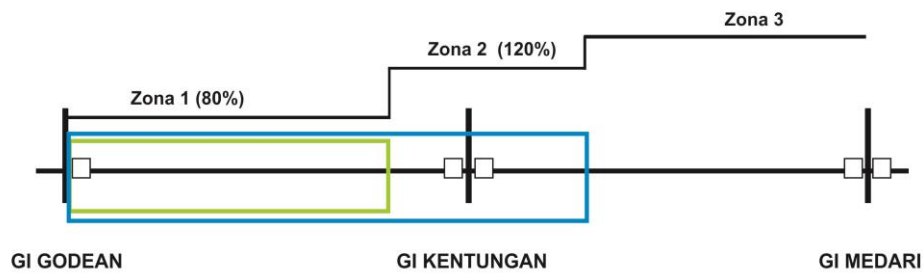 Zona 3
Zona 2 (120%)
Zona 1 (80%)
GI GODEAN
GI KENTUNGAN
GI MEDARI